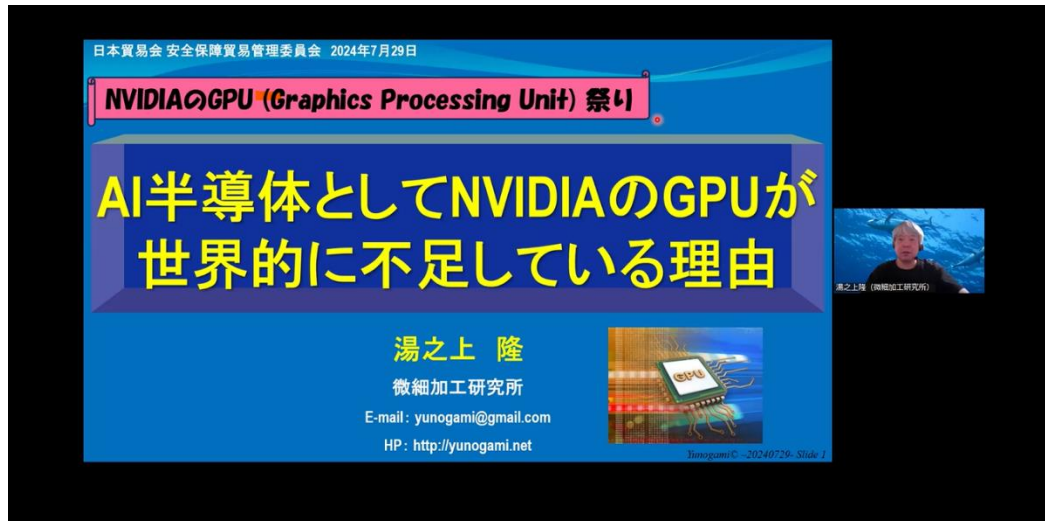 日本貿易会 安全保障貿易管理委員会 2024年7月29日
NVIDIAのGPU (Graphics Processing Unit) 祭り
AI半導体としてNVIDIAのGPUが
世界的に不足している理由
湯之上 隆
微細加工研究所
E-mail: yunogami@gmail.com
HP: http://yunogami.net
GPU
Yunogami© -20240729- Slide 1
湯之上隆（微細加工研究所）